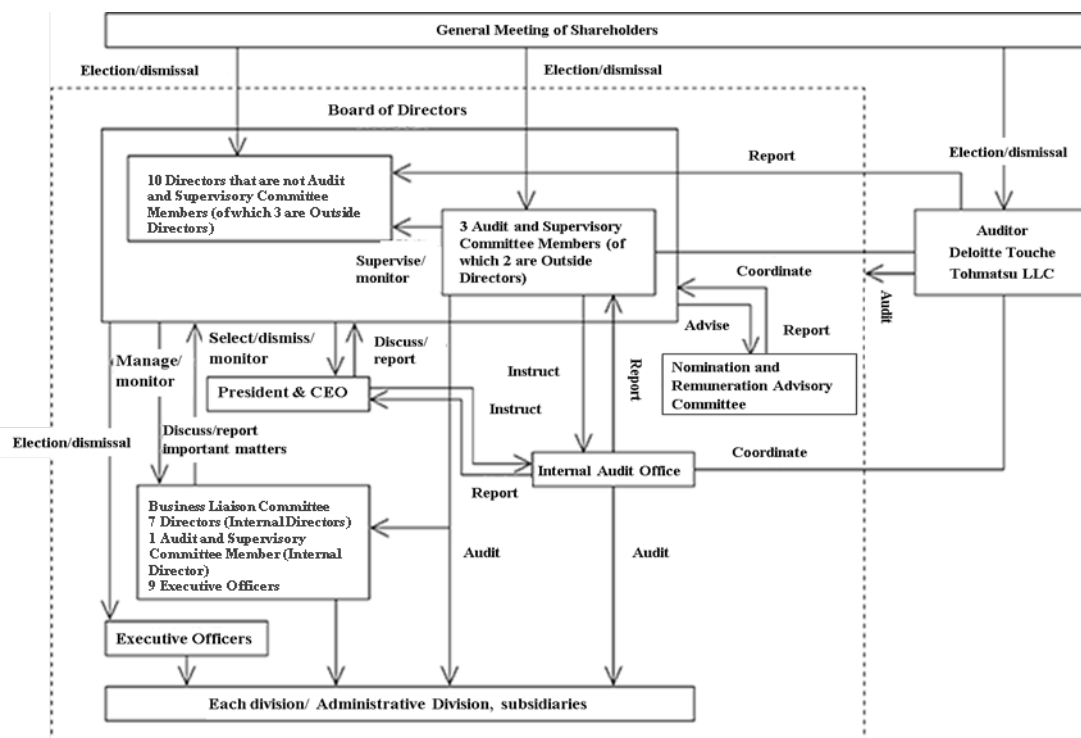 General Meeting of Shareholders
Election/dismissal
Election/dismissal
Board of Directors
Report
Election/dismissal
10 Directors that are not Audit
and Supervisory Committee
Members (of which 3 are Outside
Directors)
3 Audit and Supervisory
Committee Members (of
which 2 are Outside
Directors)
Auditor
Deloitte Touche
Tohmatsu LLC
Supervise/
monitor
Coordinate
Audit
Advise
Report
Manage/
monitor
Select/dismiss/
monitor
Discuss/
report
Instruct
Report
Nomination and
Remuneration Advisory
Committee
President & CEO
Instruct
Election/dismissal
Discuss/report
important matters
Internal Audit Office
Coordinate
Report
Business Liaison Committee
7 Directors (Internal Directors)
1 Audit and Supervisory
Committee Member (Internal
Director)
9 Executive Officers
Audit
Audit
Executive Officers
Each division/ Administrative Division, subsidiaries